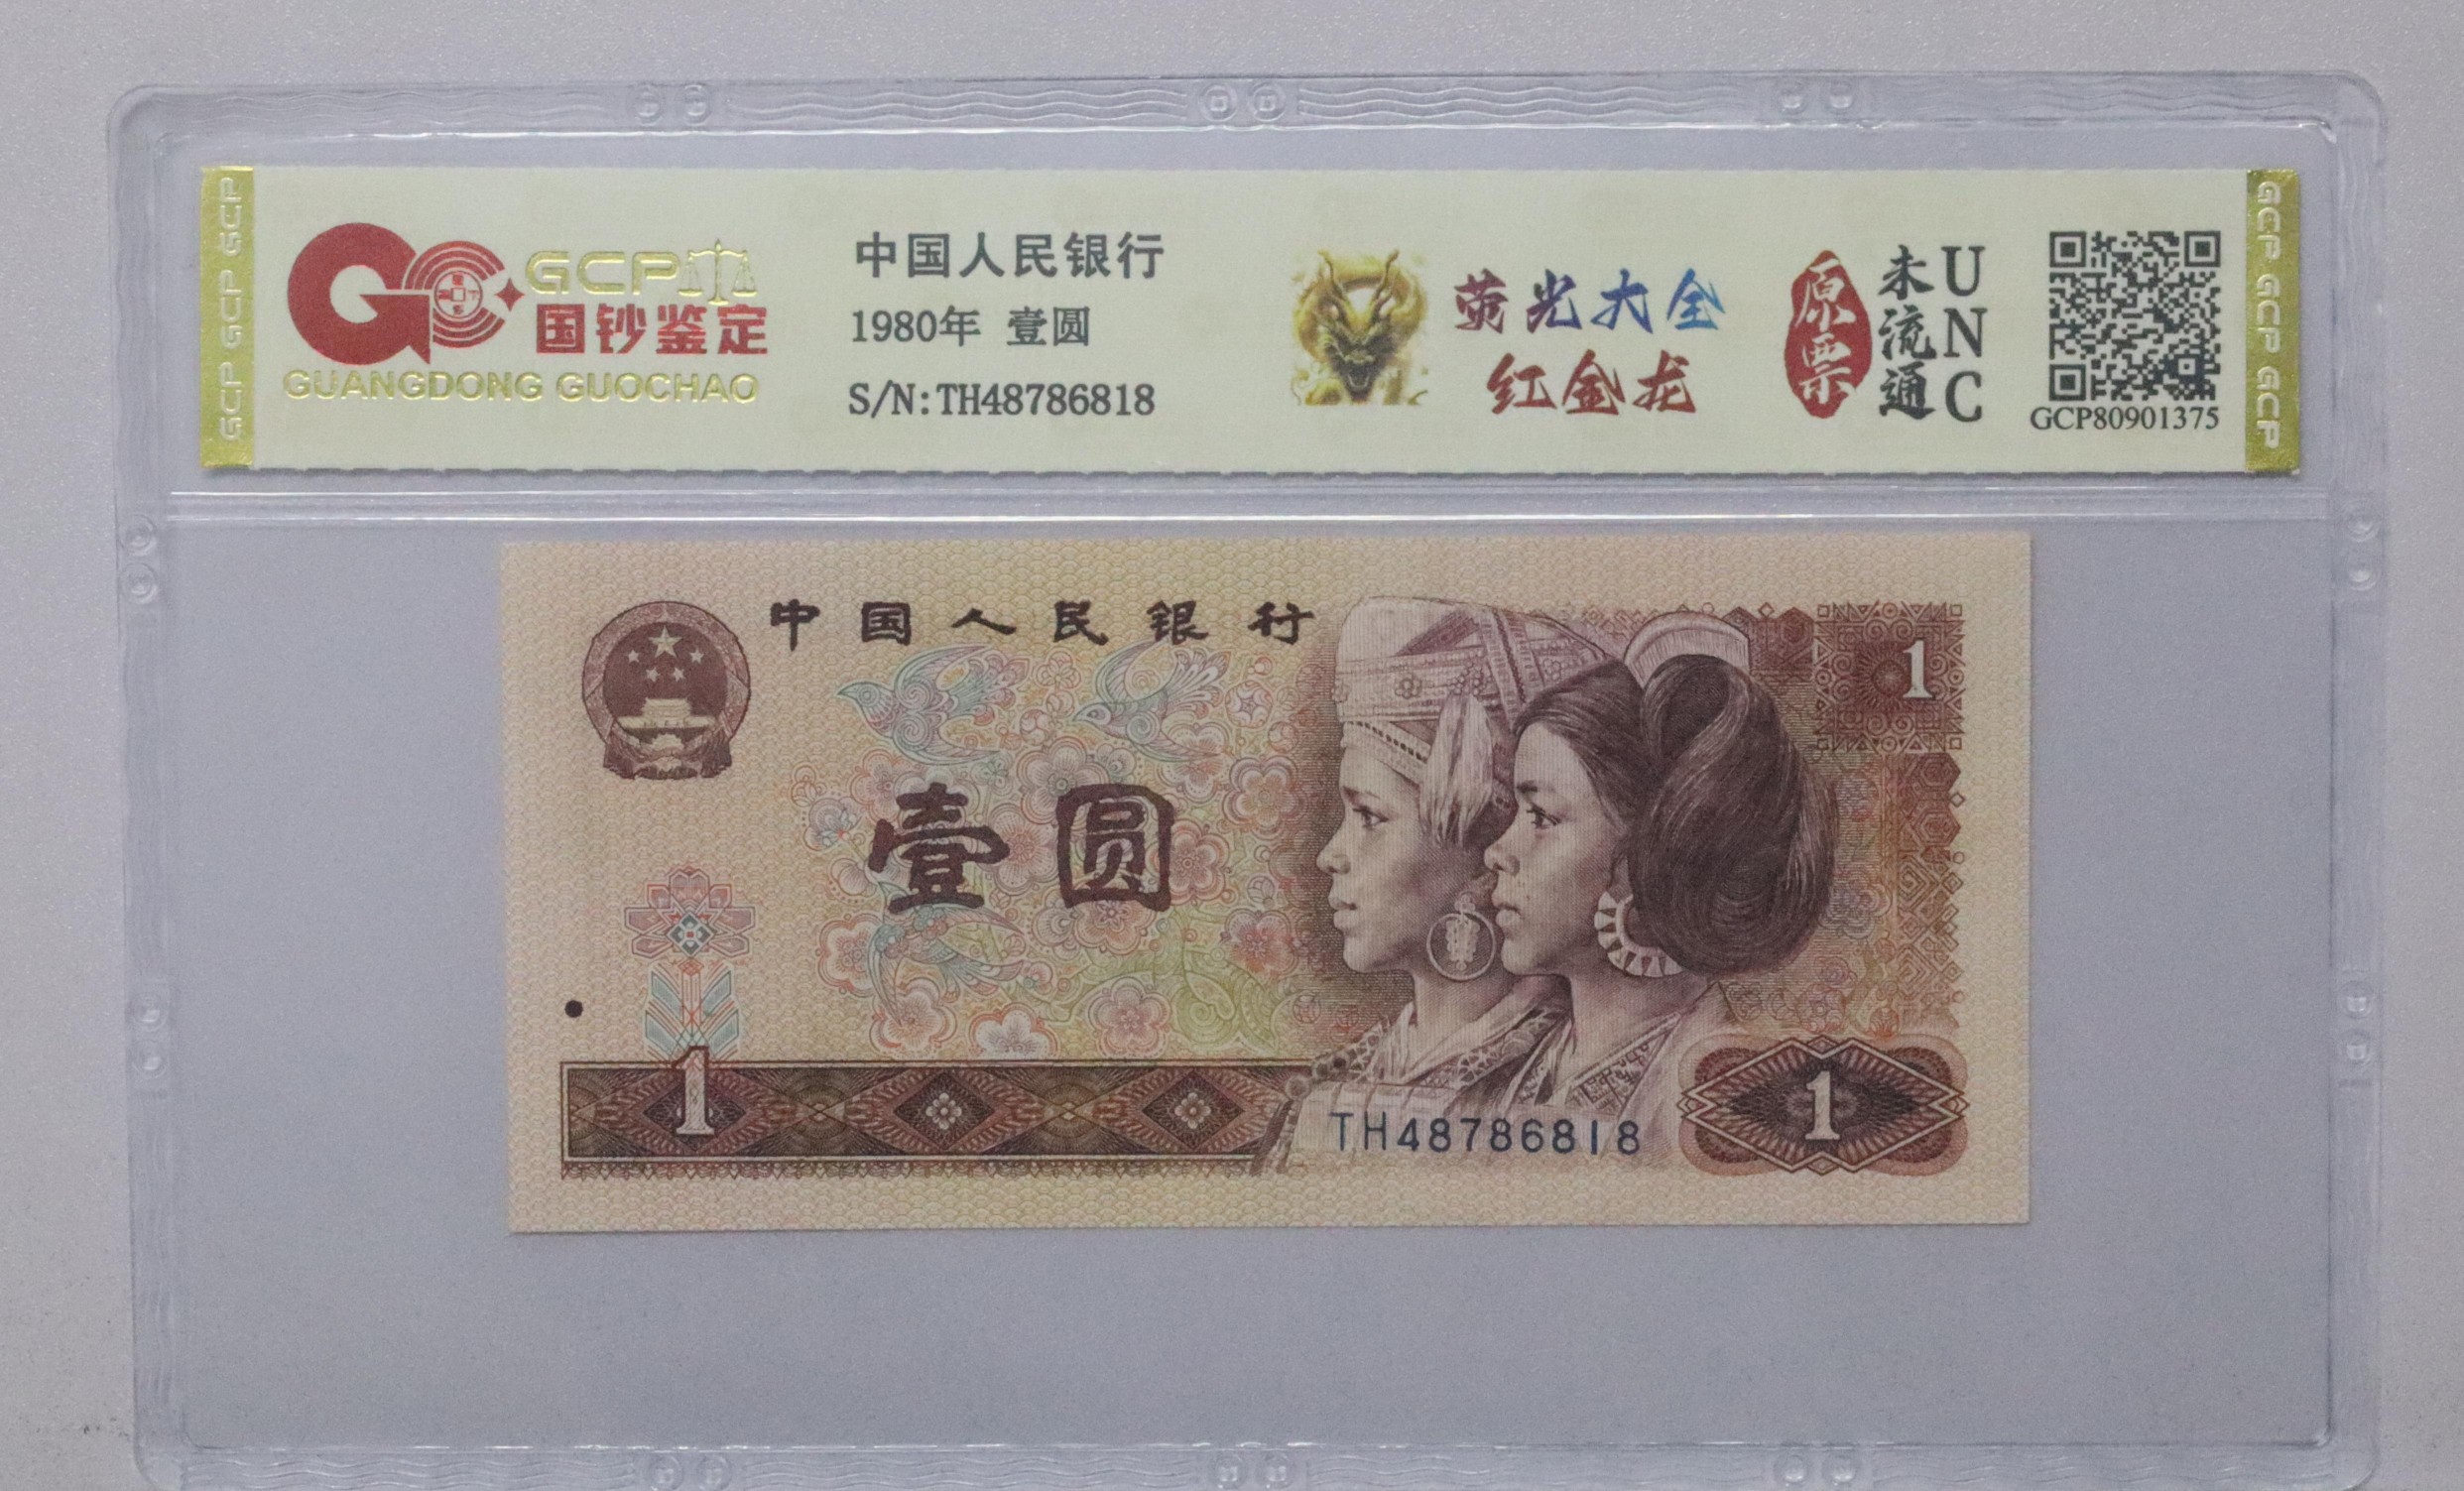 GCP GCP GCP
GCP
国钞鉴定
GUANGDONG GUOCHAO
中国人民银行
1980年 壹圆
S/N:TH48786818
荧光大全
红金龙
原票
未流通
UNC
GCP80901375
GCP GCP GCP GCP
中国人民银行
1
壹圆
1
TH48786818
1